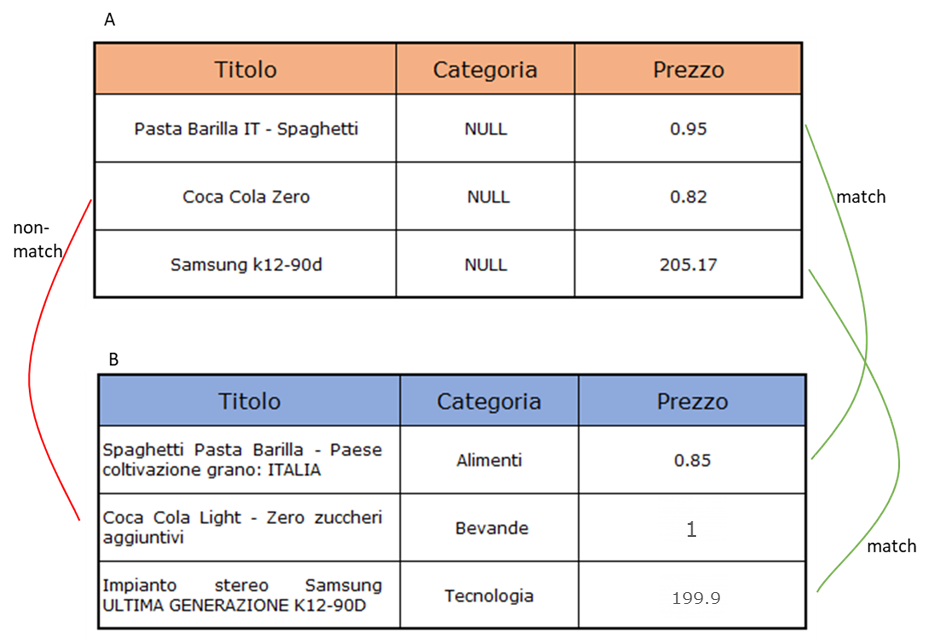 A
Titolo Categoria Prezzo
Pasta Barilla IT - Spaghetti NULL 0.95
Coca Cola Zero NULL 0.82
Samsung k12-90d NULL 205.17
non-
match
match
B
Titolo Categoria Prezzo
Spaghetti Pasta Barilla - Paese
coltivazione grano: ITALIA
Alimenti 0.85
Coca Cola Light - Zero zuccheri
aggiuntivi
Bevande 1
Impianto stereo Samsung
ULTIMA GENERAZIONE K12-90D
Tecnologia 199.9
match